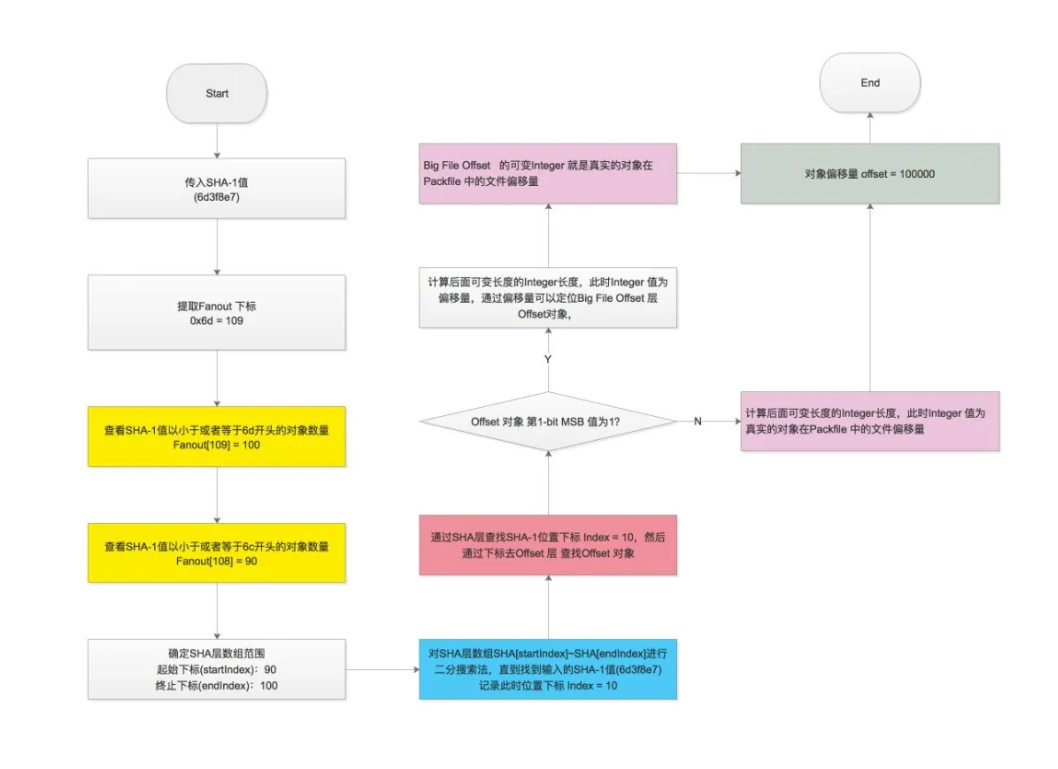 Start
传入SHA-1值
(6d3f8e7)
提取Fanout 下标
0x6d = 109
查看SHA-1值以小于或者等于6d开头的对象数量
Fanout[109] = 100
查看SHA-1值以小于或者等于6c开头的对象数量
Fanout[108] = 90
确定SHA层数组范围
起始下标(startIndex)：90
终止下标(endIndex)：100
对SHA层数组SHA[startIndex]~SHA[endIndex]进行
二分搜索法，直到找到输入的SHA-1值(6d3f8e7)
记录此时位置下标 Index = 10
通过SHA层查找SHA-1位置下标 Index = 10，然后
通过下标去Offset 层 查找Offset 对象
Offset 对象 第1-bit MSB 值为1?
Y
计算后面可变长度的Integer长度，此时Integer 值为
偏移量，通过偏移量可以定位Big File Offset 层
Offset对象，
Big File Offset 的可变Integer 就是真实的对象在
Packfile 中的文件偏移量
N
计算后面可变长度的Integer长度，此时Integer 值为
真实的对象在Packfile 中的文件偏移量
对象偏移量 offset = 100000
End